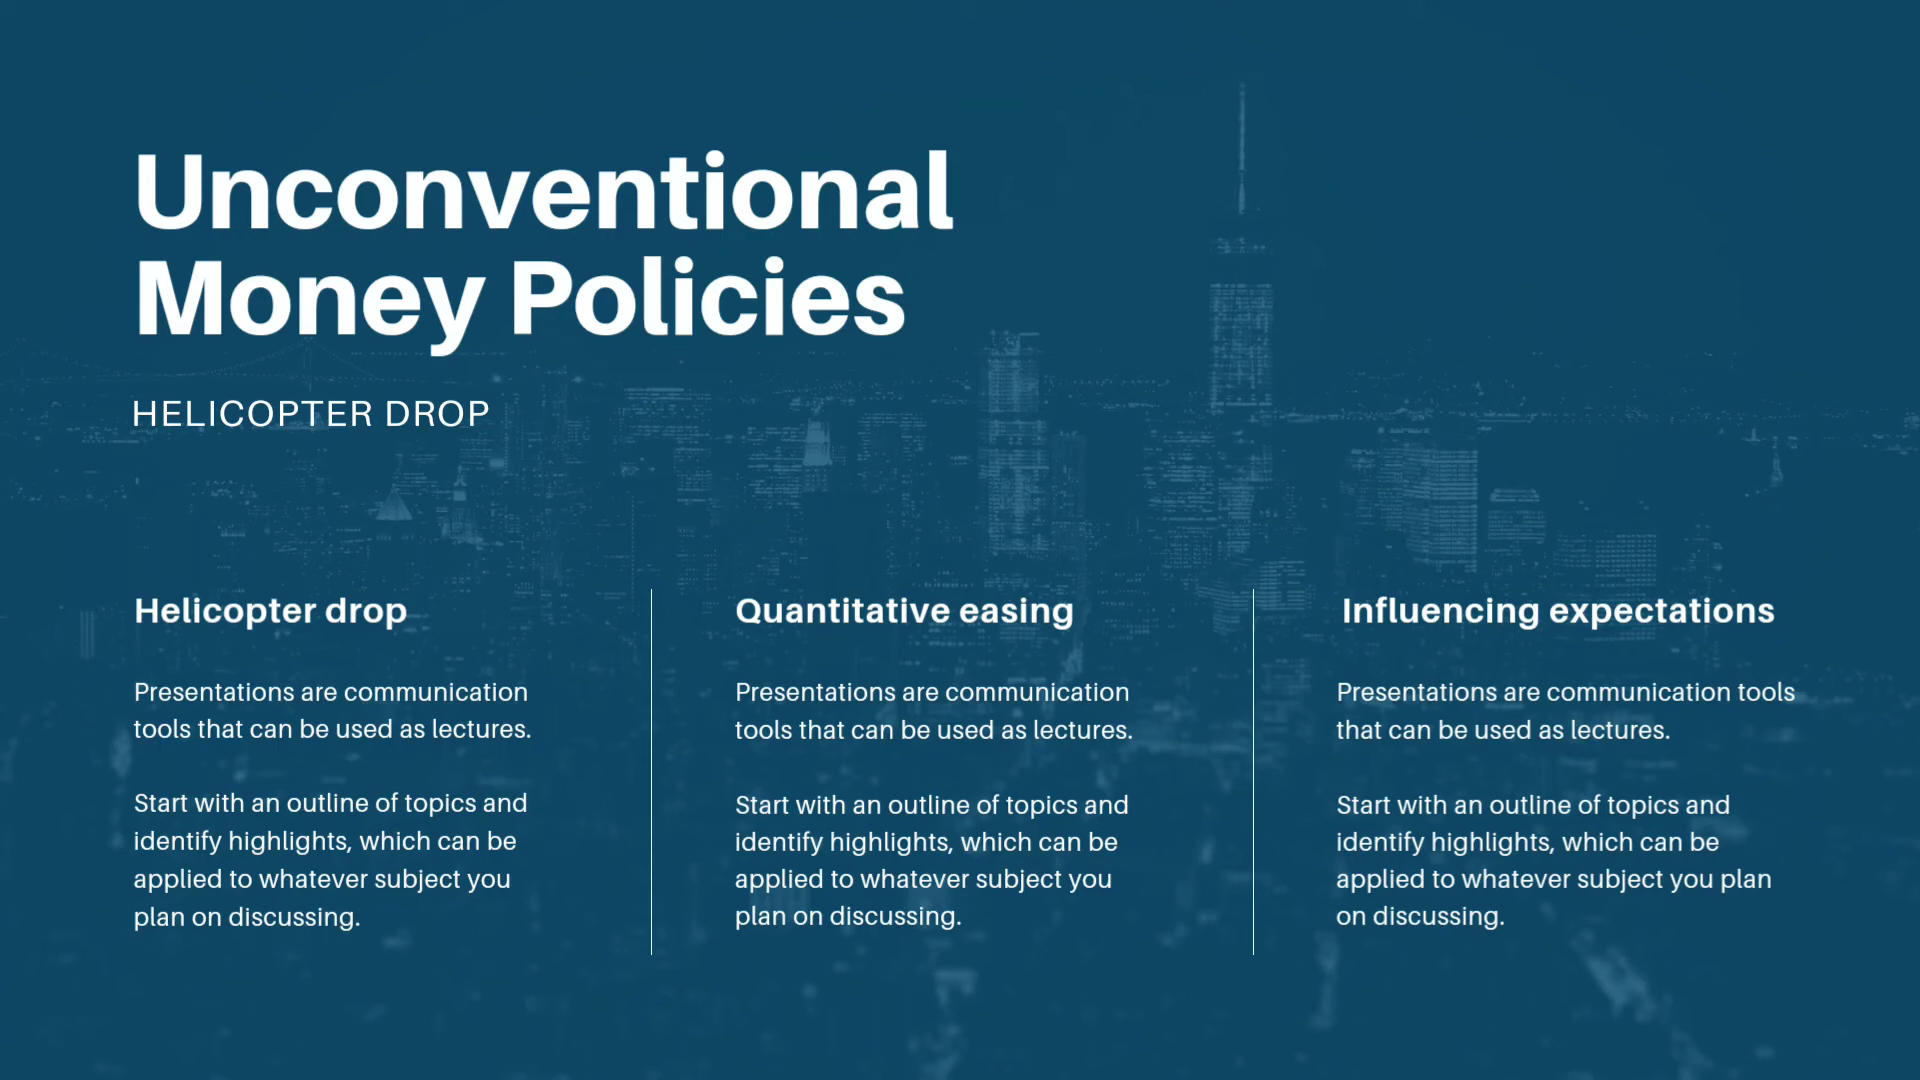 Unconventional
Money Policies
HELICOPTER DROP
Helicopter drop
Presentations are communication
tools that can be used as lectures.
Start with an outline of topics and
identify highlights, which can be
applied to whatever subject you
plan on discussing.
Quantitative easing
Presentations are communication
tools that can be used as lectures.
Start with an outline of topics and
identify highlights, which can be
applied to whatever subject you
plan on discussing.
Influencing expectations
Presentations are communication tools
that can be used as lectures.
Start with an outline of topics and
identify highlights, which can be
applied to whatever subject you plan
on discussing.